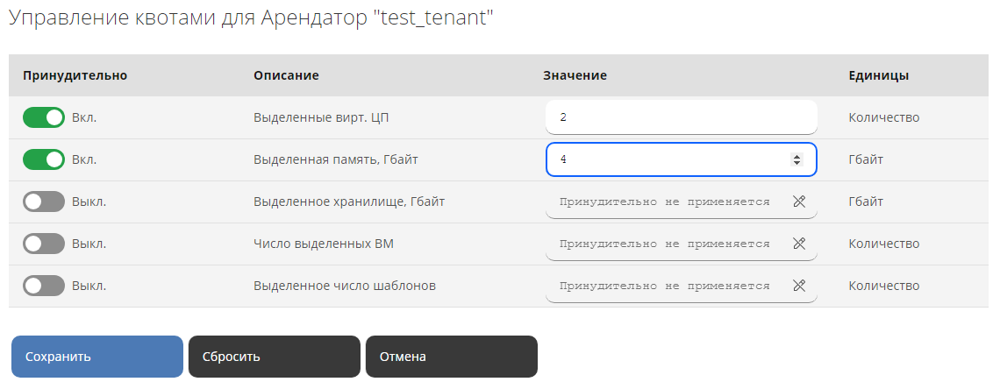 Управление квотами для Арендатор "test_tenant"
Принудительно Описание Значение Единицы
Вкл. Выделенные вирт. ЦП 2 Количество
Вкл. Выделенная память, Гбайт 4 Гбайт
Выкл. Выделенное хранилище, Гбайт Принудительно не применяется Гбайт
Выкл. Число выделенных ВМ Принудительно не применяется Количество
Выкл. Выделенное число шаблонов Принудительно не применяется Количество
Сохранить Сбросить Отмена